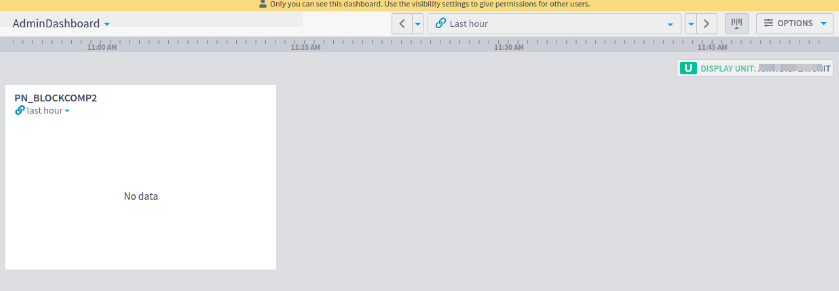 Only you can see this dashboard. Use the visibility settings to give permissions for other users.
AdminDashboard
Last hour
OPTIONS
11:00 AM 11:15 AM 11:30 AM 11:45 AM
U DISPLAY UNIT:
PN_BLOCKCOMP2
last hour
No data